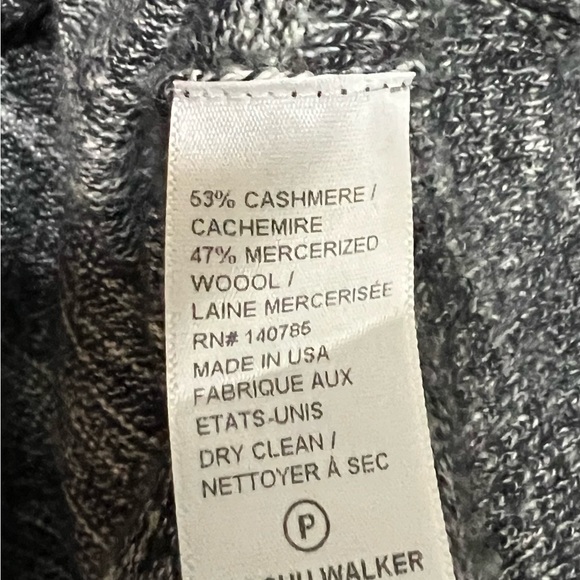 53% CASHMERE /
CACHEMIRE
47% MERCERIZED
WOOOL /
LAINE MERCERISÉE
RN# 140785
MADE IN USA
FABRIQUE AUX
ETATS-UNIS
DRY CLEAN /
NETTOYER À SEC
P
WALKER